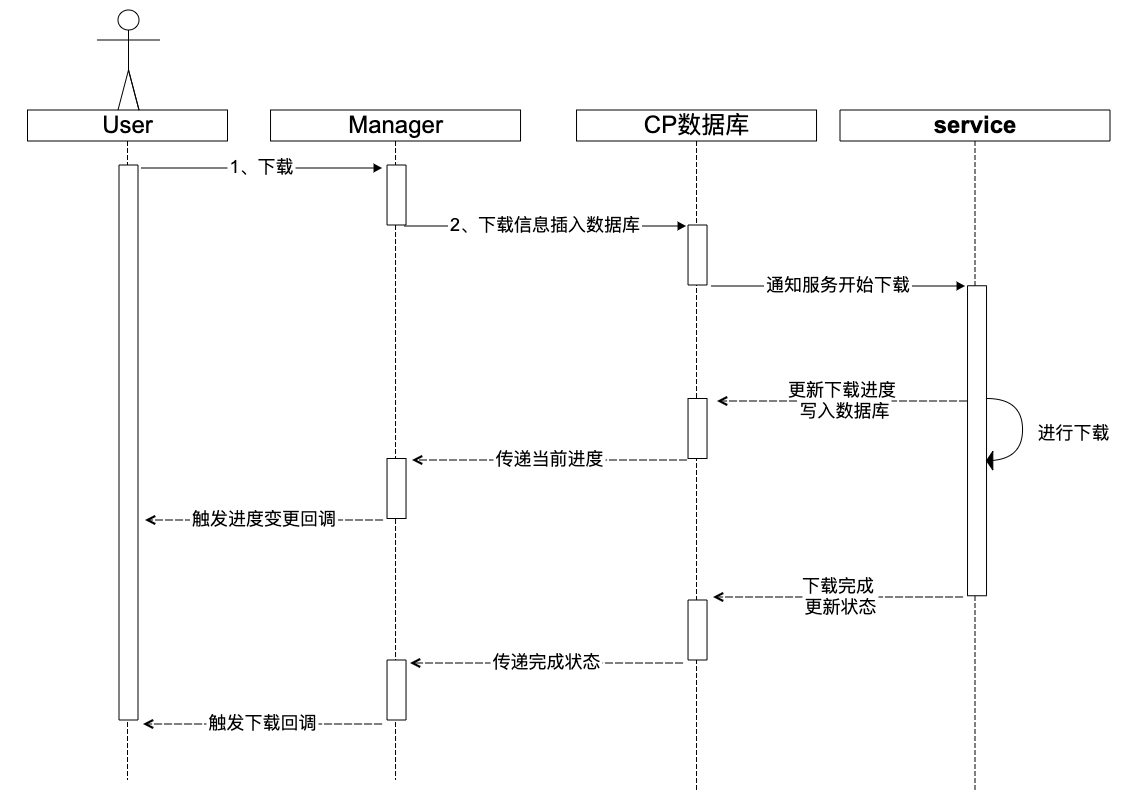 User
Manager
CP数据库
service
1、下载
2、下载信息插入数据库
通知服务开始下载
更新下载进度
写入数据库
进行下载
传递当前进度
触发进度变更回调
下载完成
更新状态
传递完成状态
触发下载回调